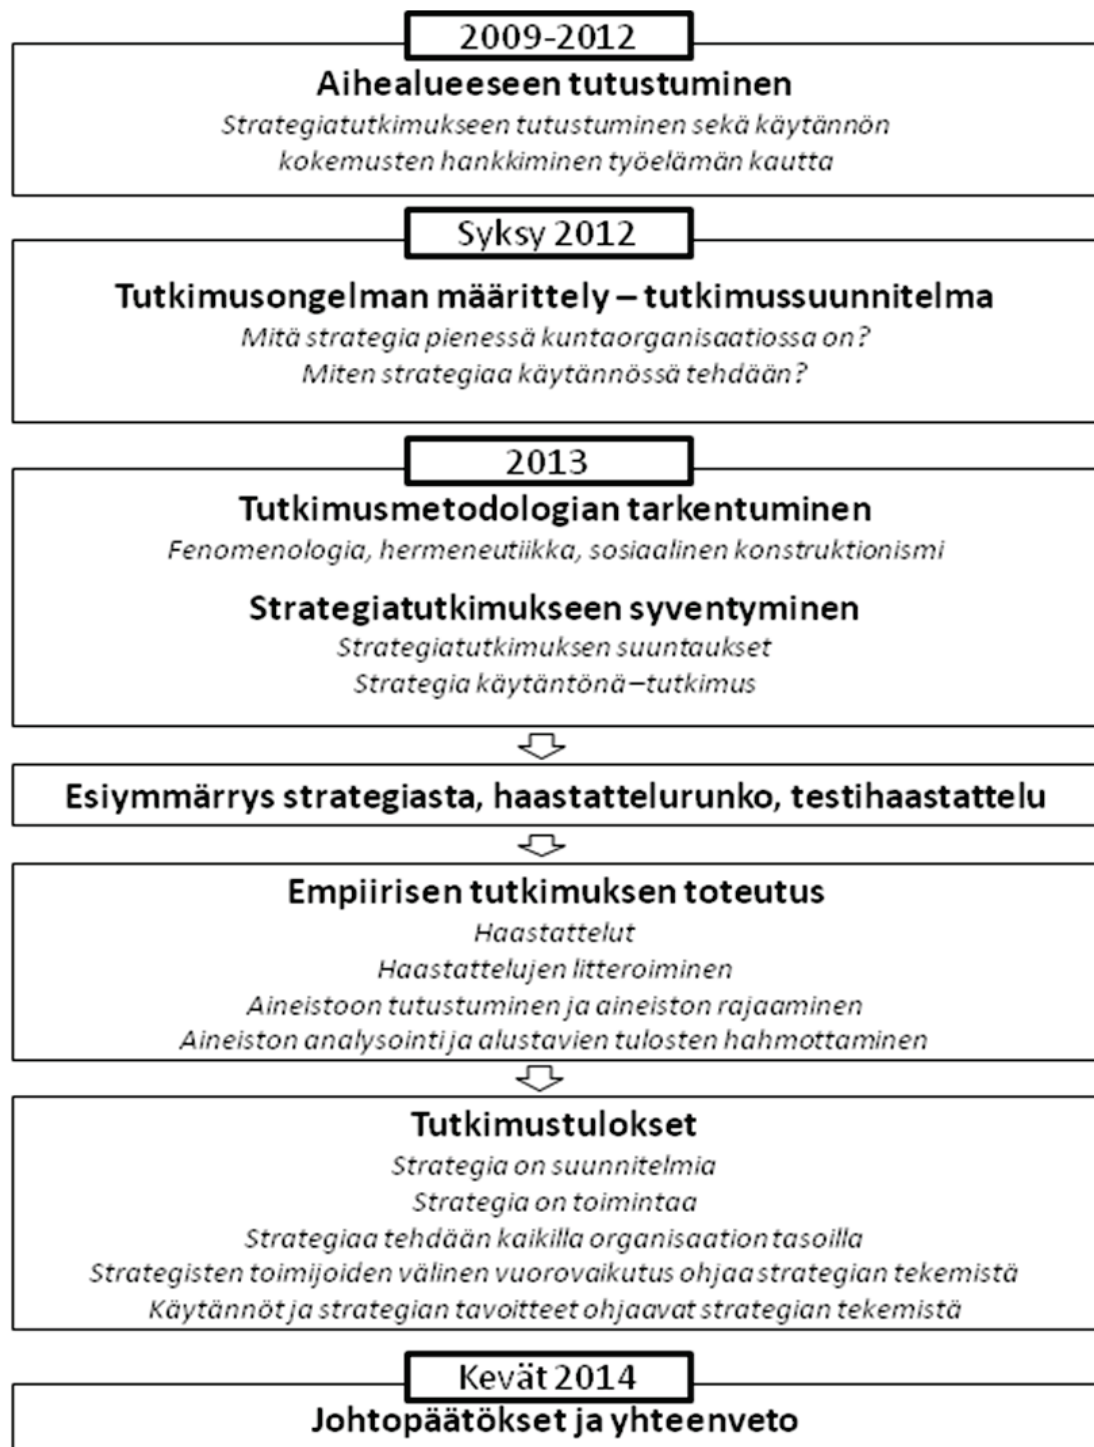 2009-2012
Aihealueeseen tutustuminen
Strategiatutkimukseen tutustuminen sekä käytännön
kokemusten hankkiminen työelämän kautta
Syksy 2012
Tutkimusongelman määrittely – tutkimussuunnitelma
Mitä strategia pienessä kuntaorganisaatiossa on?
Miten strategiaa käytännössä tehdään?
2013
Tutkimusmetodologian tarkentuminen
Fenomenologia, hermeneutiikka, sosiaalinen konstruktionismi
Strategiatutkimukseen syventyminen
Strategiatutkimuksen suuntaukset
Strategia käytäntönä–tutkimus
Esiymmärrys strategiasta, haastattelurunko, testihaastattelu
Empiirisen tutkimuksen toteutus
Haastattelut
Haastattelujen litteroiminen
Aineistoon tutustuminen ja aineiston rajaaminen
Aineiston analysointi ja alustavien tulosten hahmottaminen
Tutkimustulokset
Strategia on suunnitelmia
Strategia on toimintaa
Strategiaa tehdään kaikilla organisaation tasoilla
Strategisten toimijoiden välinen vuorovaikutus ohjaa strategian tekemistä
Käytännöt ja strategian tavoitteet ohjaavat strategian tekemistä
Kevät 2014
Johtopäätökset ja yhteenveto